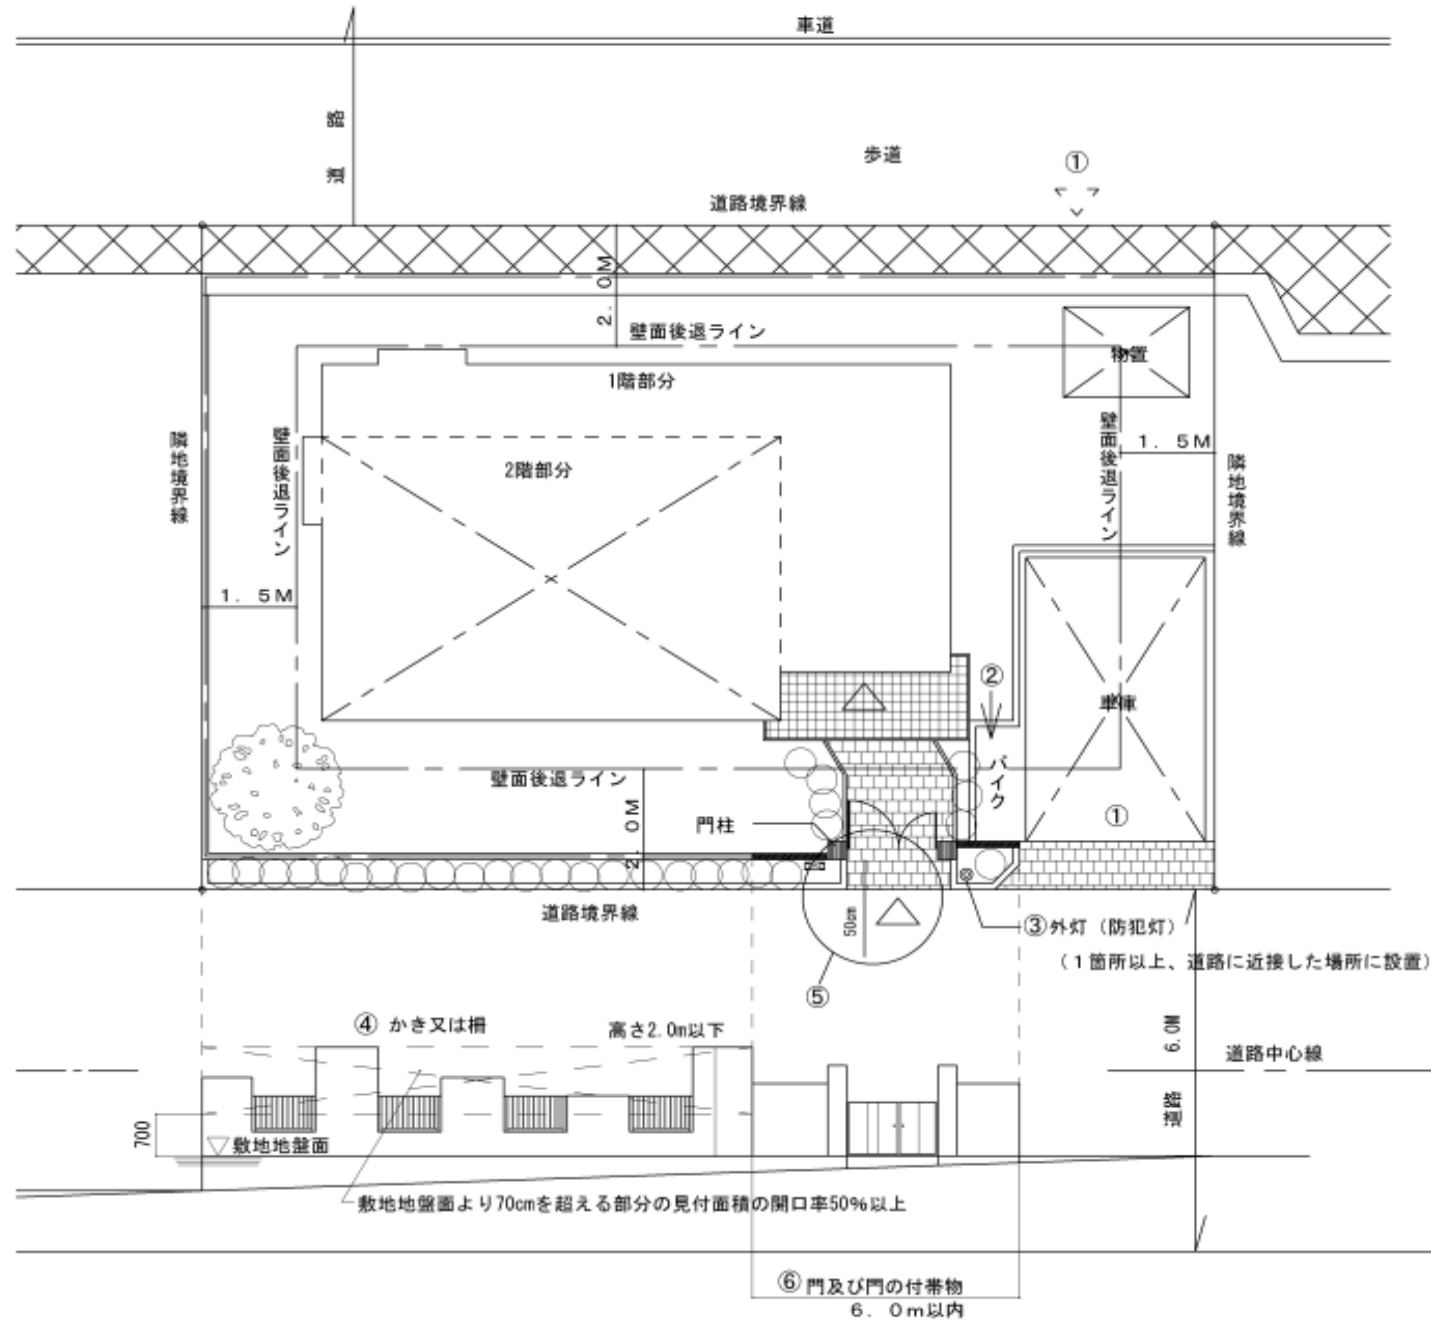 車道
道路
歩道
①
道路境界線
2.0M
壁面後退ライン
物置
1階部分
隣地境界線
壁面後退ライン
2階部分
壁面後退ライン
1.5M
隣地境界線
1.5M
②
車庫
バイク
壁面後退ライン
2.0M
門柱
①
道路境界線
50cm
③外灯（防犯灯）
（１箇所以上、道路に近接した場所に設置）
⑤
④ かき又は柵
高さ2.0m以下
6.0M
道路中心線
道路
700
敷地地盤面
敷地地盤面より70cmを超える部分の見付面積の開口率50%以上
⑥門及び門の付帯物
6.0m以内